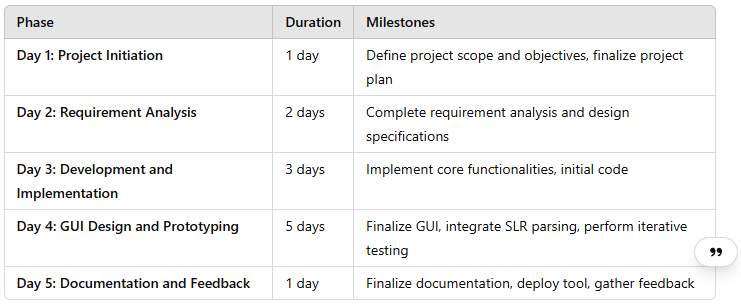 Phase Duration Milestones
Day 1: Project Initiation 1 day Define project scope and objectives, finalize project
plan
Day 2: Requirement Analysis 2 days Complete requirement analysis and design
specifications
Day 3: Development and 3 days Implement core functionalities, initial code
Implementation
Day 4: GUI Design and Prototyping 5 days Finalize GUI, integrate SLR parsing, perform iterative
testing
Day 5: Documentation and Feedback 1 day Finalize documentation, deploy tool, gather feedback